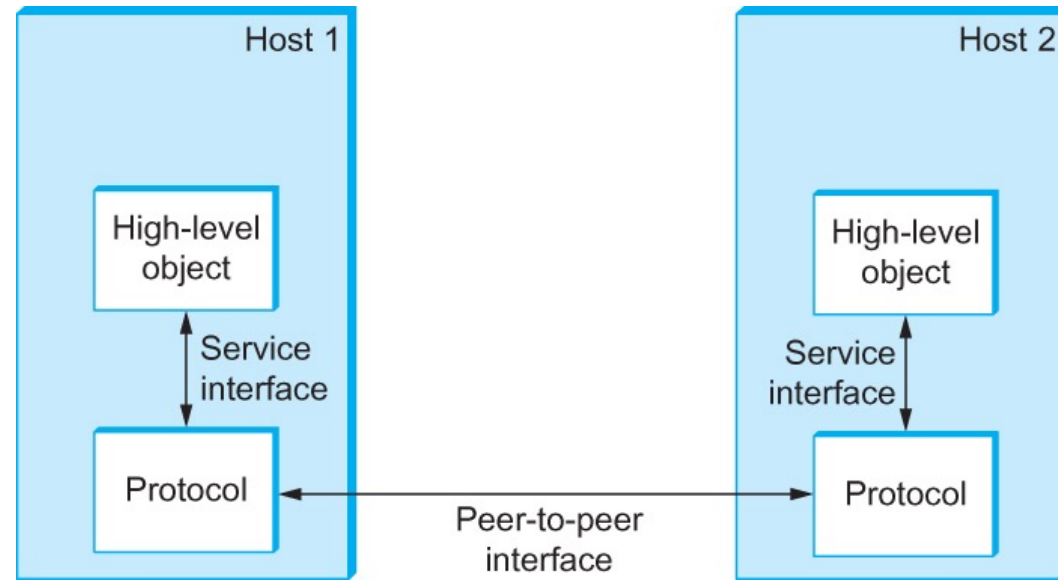 Host 1
High-level
object
Service
interface
Protocol
Peer-to-peer
interface
Host 2
High-level
object
Service
interface
Protocol